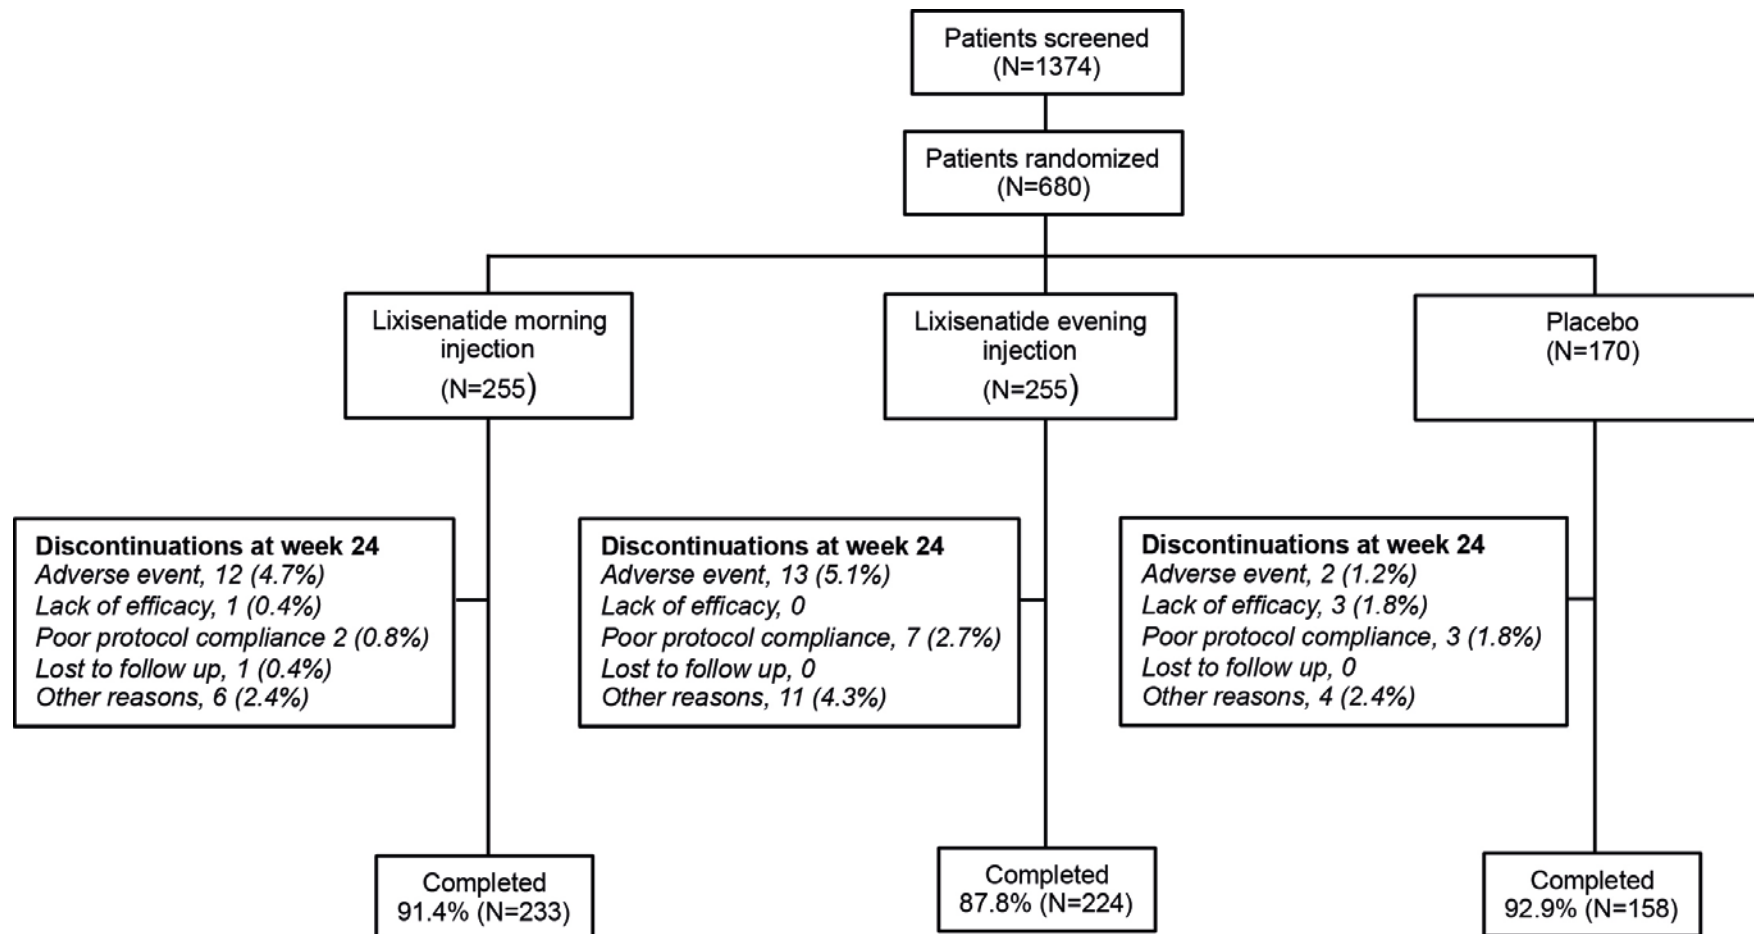 Patients screened
(N=1374)
Patients randomized
(N=680)
Lixisenatide morning
injection
(N=255)
Lixisenatide evening
injection
(N=255)
Placebo
(N=170)
Discontinuations at week 24
Adverse event, 12 (4.7%)
Lack of efficacy, 1 (0.4%)
Poor protocol compliance 2 (0.8%)
Lost to follow up, 1 (0.4%)
Other reasons, 6 (2.4%)
Discontinuations at week 24
Adverse event, 13 (5.1%)
Lack of efficacy, 0
Poor protocol compliance, 7 (2.7%)
Lost to follow up, 0
Other reasons, 11 (4.3%)
Discontinuations at week 24
Adverse event, 2 (1.2%)
Lack of efficacy, 3 (1.8%)
Poor protocol compliance, 3 (1.8%)
Lost to follow up, 0
Other reasons, 4 (2.4%)
Completed
91.4% (N=233)
Completed
87.8% (N=224)
Completed
92.9% (N=158)